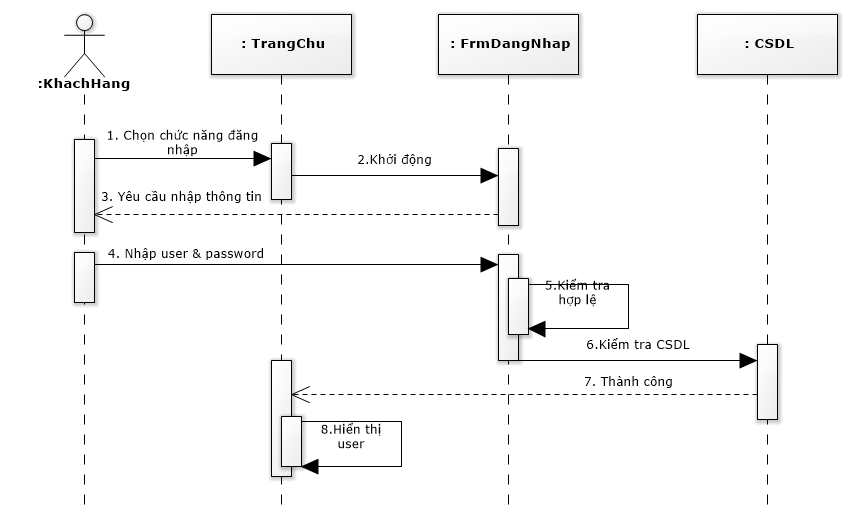 :KhachHang
: TrangChu
: FrmDangNhap
: CSDL
1. Chọn chức năng đăng
nhập
2.Khởi động
3. Yêu cầu nhập thông tin
4. Nhập user & password
5.Kiểm tra
hợp lệ
6.Kiểm tra CSDL
7. Thành công
8.Hiển thị
user